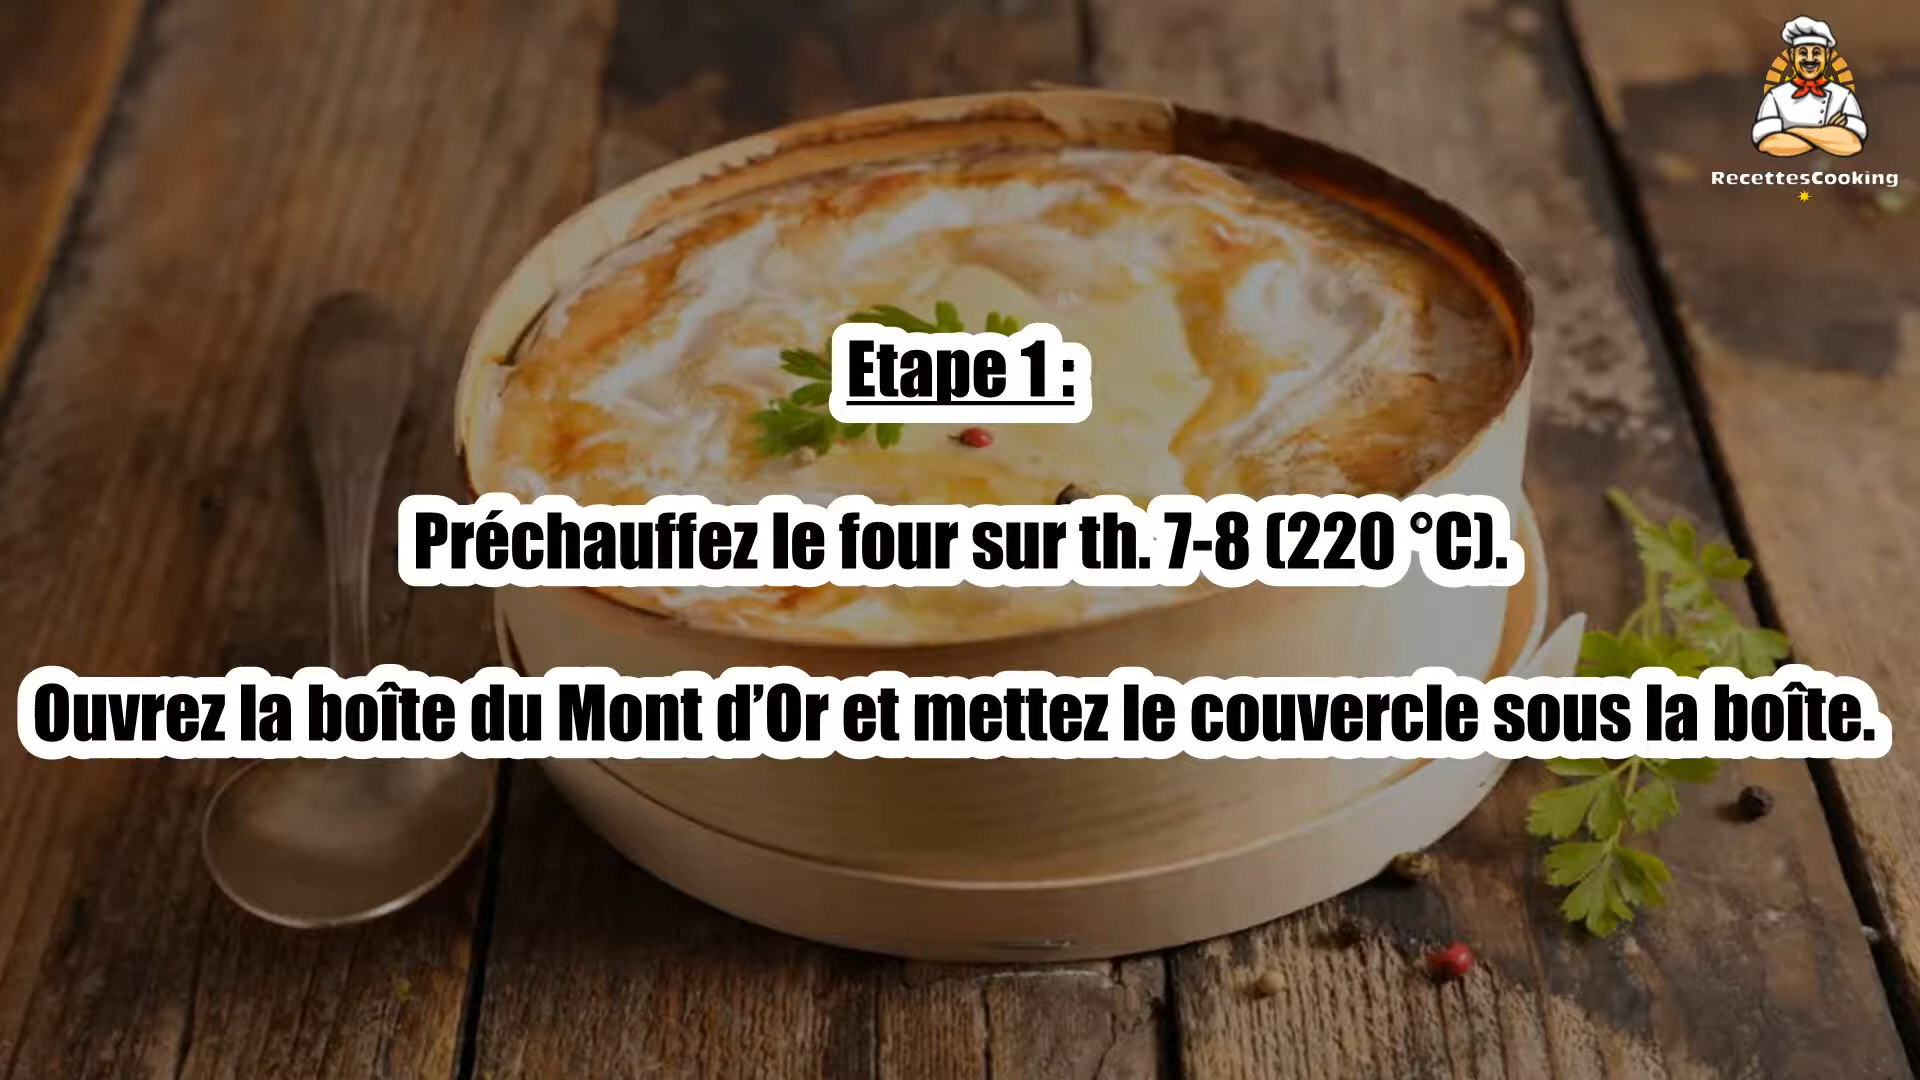 RecettesCooking
Etape 1 :
Préchauffez le four sur th. 7-8 (220 °C).
Ouvrez la boîte du Mont d’Or et mettez le couvercle sous la boîte.